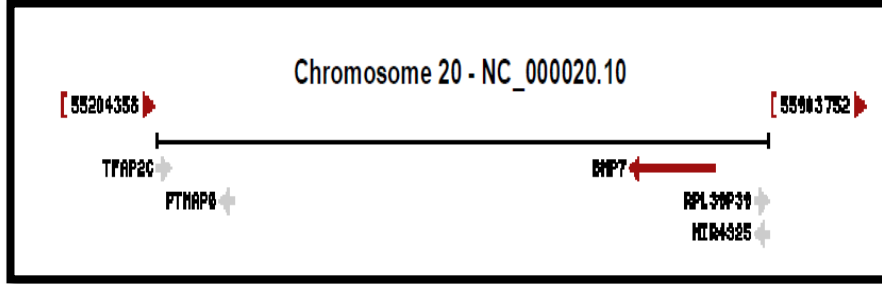 Chromosome 20 - NC_000020.10
[ 55204358
[ 55903752
TFAP2C
BMP7
PTMAP6
RPL39P39
MIR4325